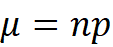 μ = np